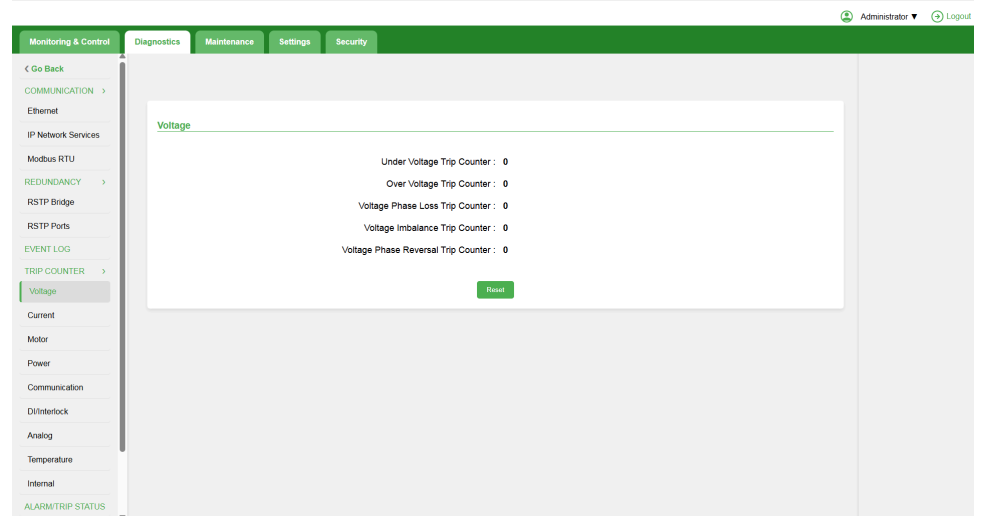 Administrator ▼ Logout
Monitoring & Control Diagnostics Maintenance Settings Security
Go Back
COMMUNICATION >
Ethernet
IP Network Services
Modbus RTU
REDUNDANCY >
RSTP Bridge
RSTP Ports
EVENT LOG
TRIP COUNTER >
Voltage
Current
Motor
Power
Communication
DI/Interlock
Analog
Temperature
Internal
ALARM/TRIP STATUS
Voltage
Under Voltage Trip Counter : 0
Over Voltage Trip Counter : 0
Voltage Phase Loss Trip Counter : 0
Voltage Imbalance Trip Counter : 0
Voltage Phase Reversal Trip Counter : 0
Reset